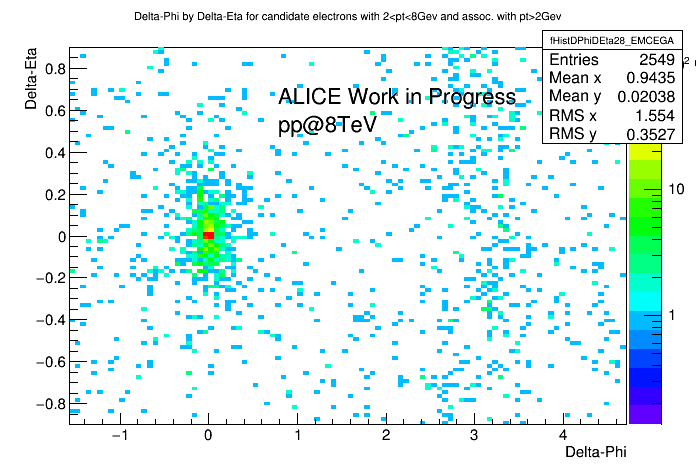 Delta-Phi by Delta-Eta for candidate electrons with 2<pt<8Gev and assoc. with pt>2Gev
fHistDPhiDEta28_EMCEGA
Entries 2549
Mean x 0.9435
Mean y 0.02038
RMS x 1.554
RMS y 0.3527
ALICE Work in Progress
pp@8TeV
Delta-Eta
0.8
0.6
0.4
0.2
0
−0.2
−0.4
−0.6
−0.8
−1 0 1 2 3 4
Delta-Phi
10
1